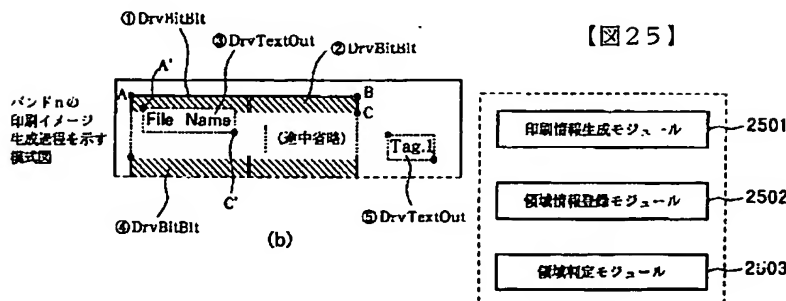 ①DrvBitBlt
③DrvTextOut
②DrvBitBlt
A'
A
B
C
File Name
バンドnの
印刷イメージ
生成過程を示す
模式図
(途中省略)
Tag.1
C'
④DrvBitBlt
⑤DrvTextOut
(b)
【図25】
印刷情報生成モジュール
2501
領域情報登録モジュール
2502
領域判定モジュール
2503